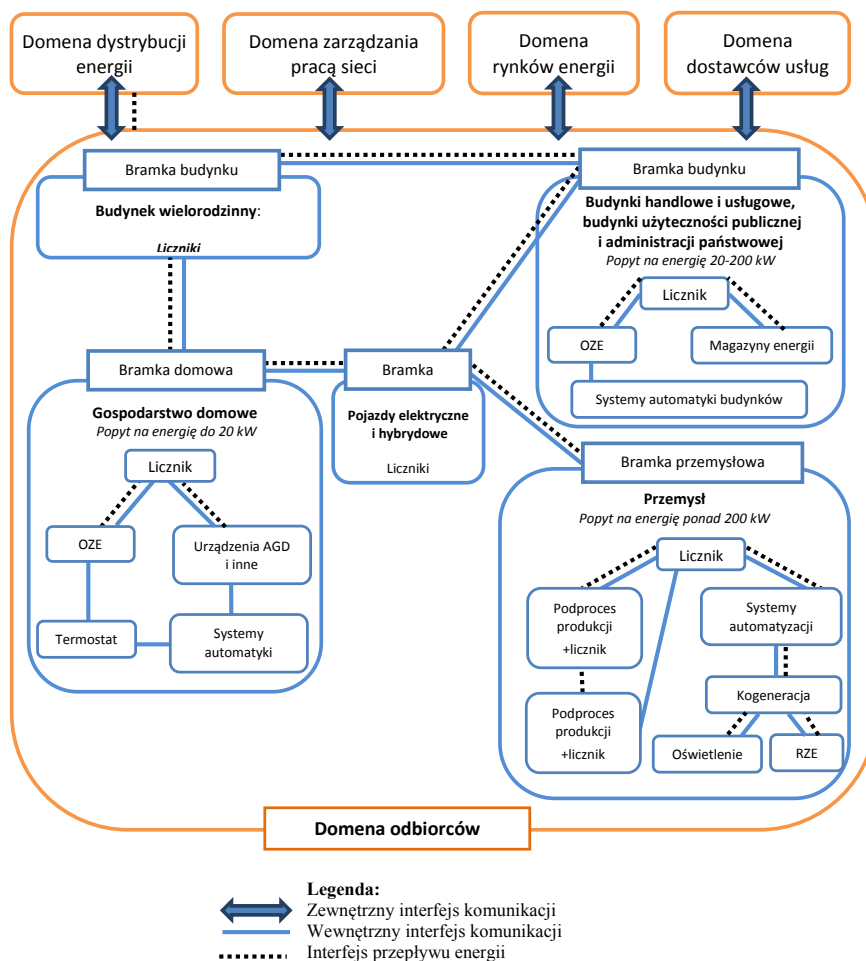 Domena dystrybucji
energii
Domena zarządzania
pracą sieci
Domena
rynków energii
Domena
dostawców usług
Bramka budynku
Budynek wielorodzinny:
Liczniki
Bramka budynku
Budynki handlowe i usługowe,
budynki użyteczności publicznej
i administracji państwowej
Popyt na energię 20-200 kW
Licznik
OZE
Magazyny energii
Systemy automatyki budynków
Bramka domowa
Gospodarstwo domowe
Popyt na energię do 20 kW
Licznik
OZE
Urządzenia AGD
i inne
Termostat
Systemy
automatyki
Bramka
Pojazdy elektryczne
i hybrydowe
Liczniki
Bramka przemysłowa
Przemysł
Popyt na energię ponad 200 kW
Licznik
Podproces
produkcji
+licznik
Systemy
automatyzacji
Podproces
produkcji
+licznik
Kogeneracja
Oświetlenie
RZE
Domena odbiorców
Legenda:
Zewnętrzny interfejs komunikacji
Wewnętrzny interfejs komunikacji
Interfejs przepływu energii